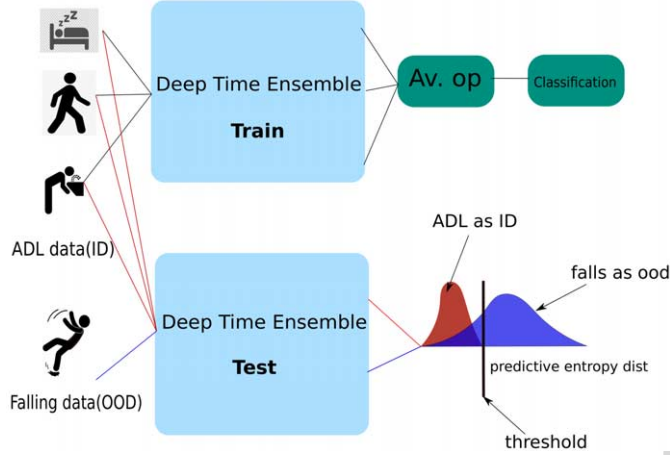 zzz
Deep Time Ensemble
Train
Av. op
Classification
ADL data(ID)
ADL as ID
falls as ood
Deep Time Ensemble
Test
predictive entropy dist
Falling data(OOD)
threshold